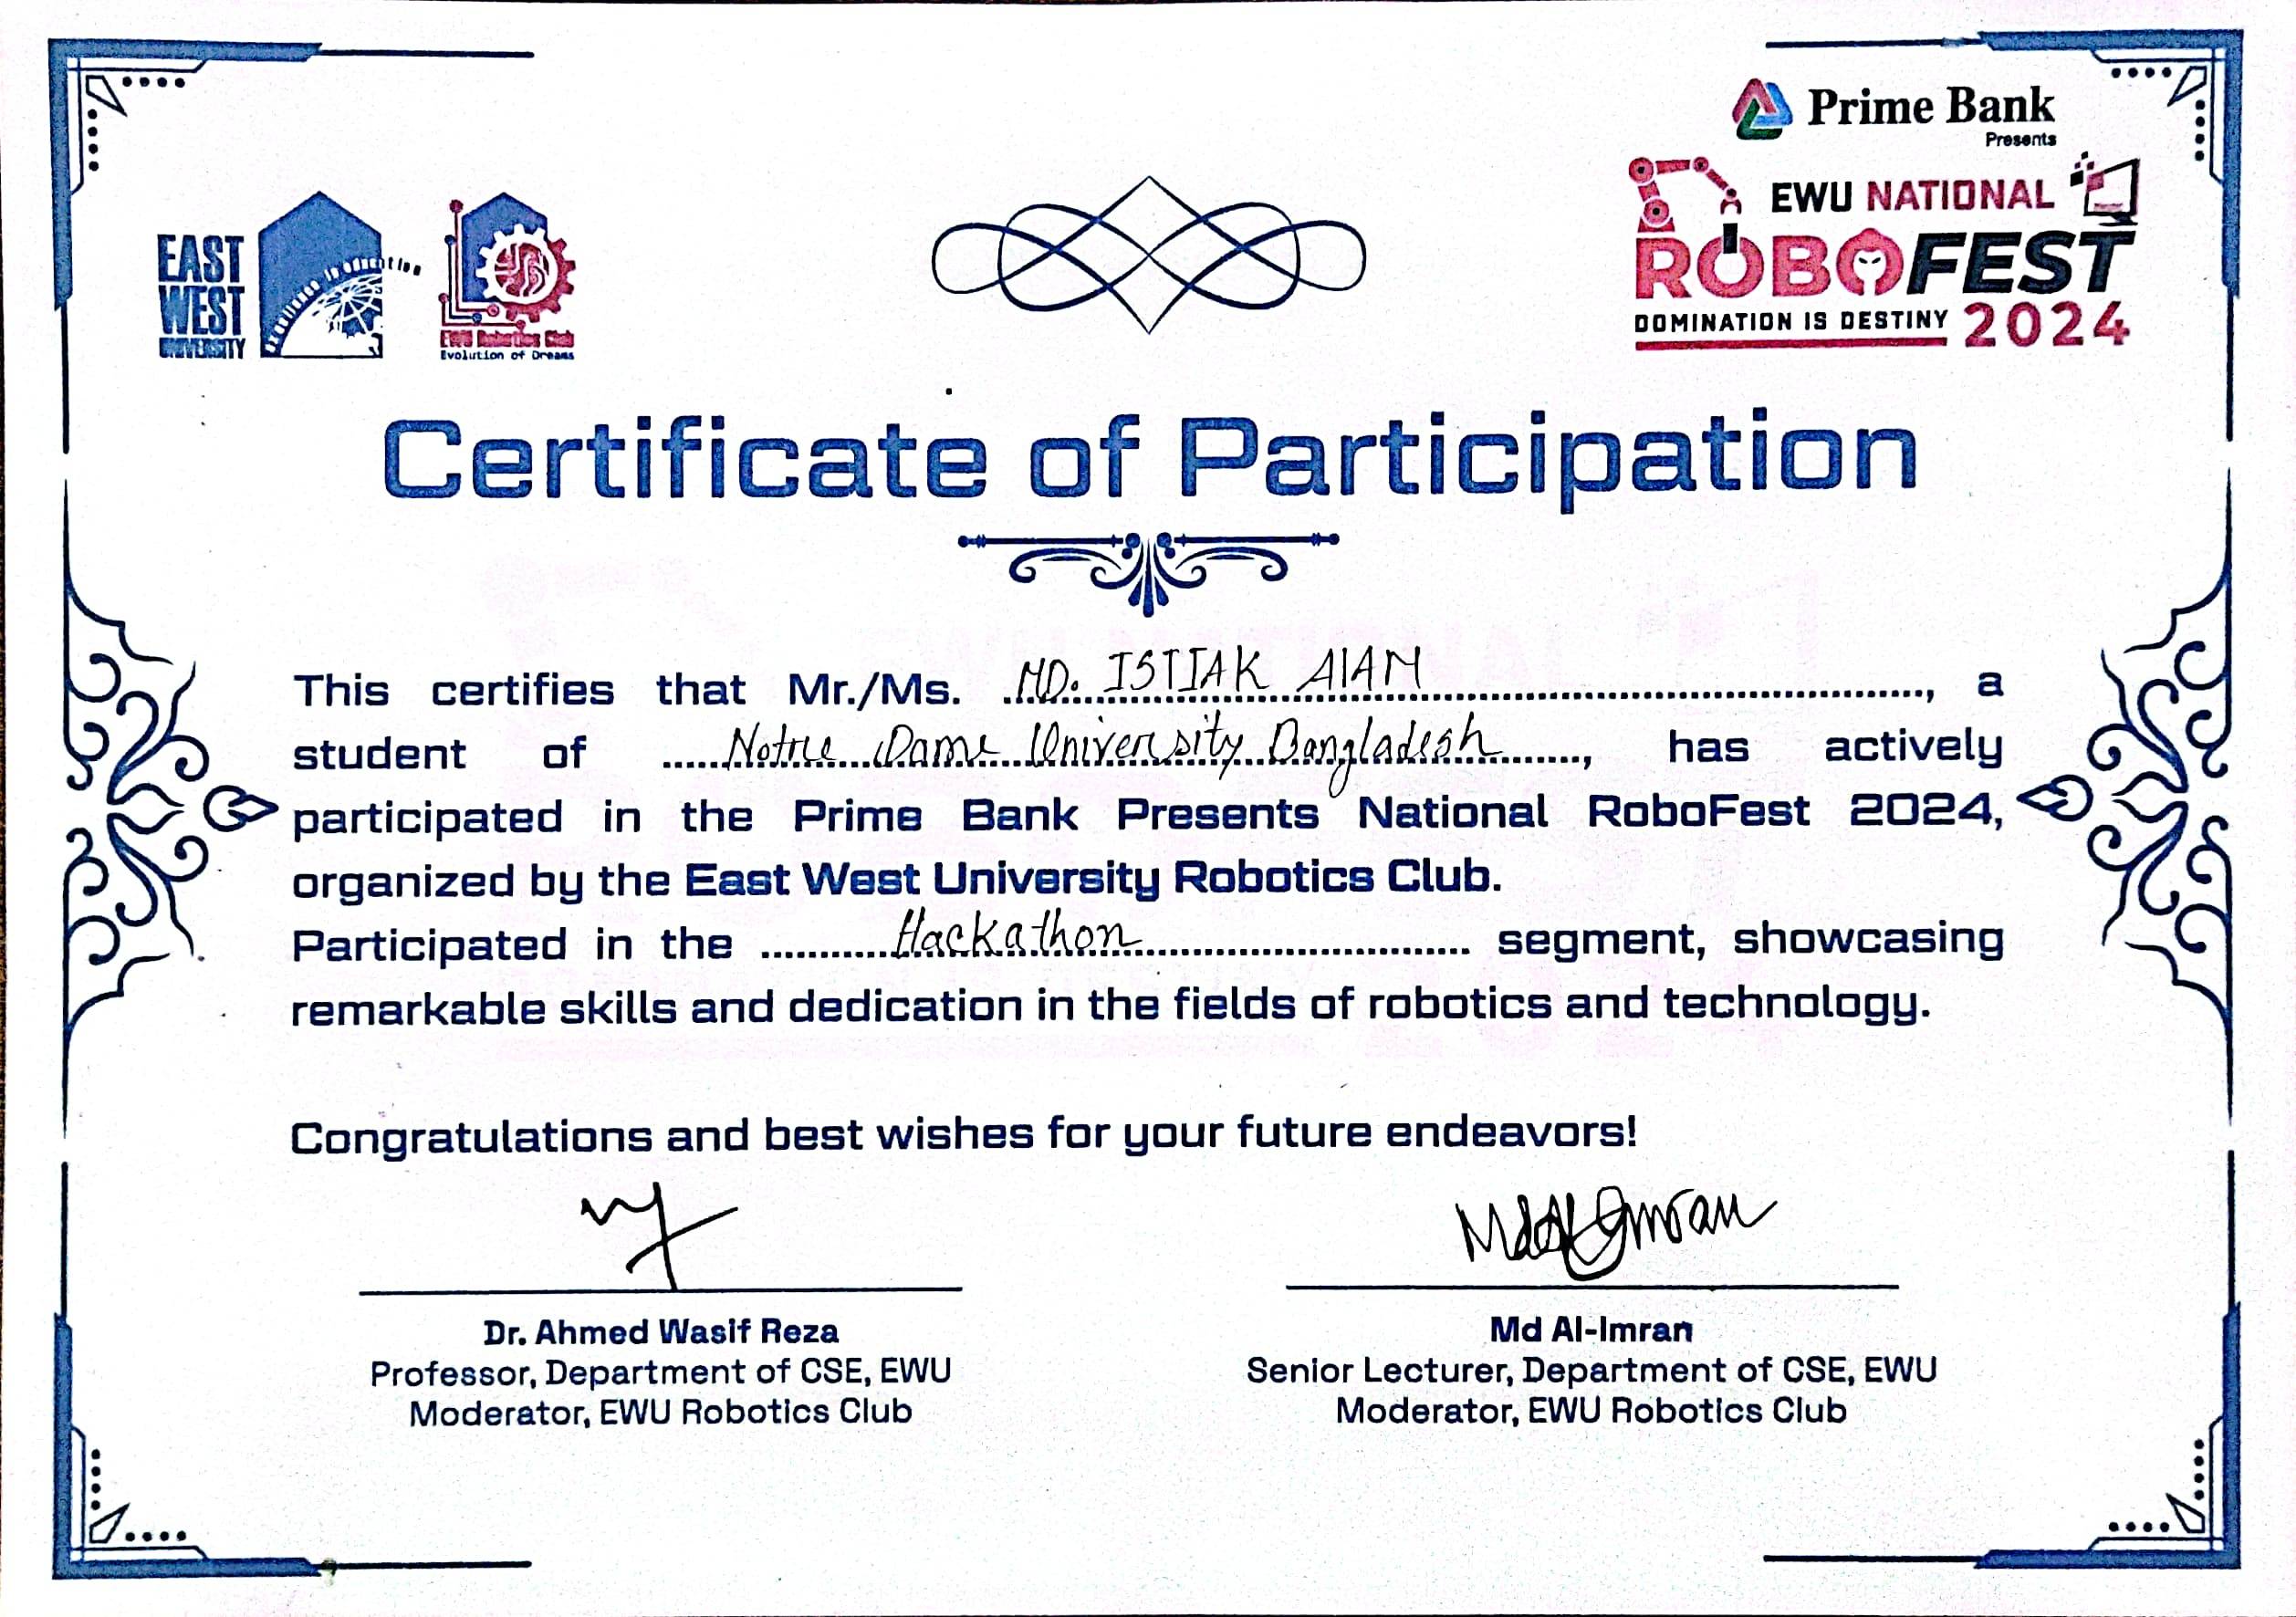 Prime Bank
Presents
EWU NATIONAL
ROBOFEST
DOMINATION IS DESTINY 2024
EAST
WEST
UNIVERSITY
Excellence in education
EWU Robotics Club
Evolution of Dreams
Certificate of Participation
This certifies that Mr./Ms. MD. ISTIAK AlAM, a
student of Notre Dame University Bangladesh, has actively
participated in the Prime Bank Presents National RoboFest 2024,
organized by the East West University Robotics Club.
Participated in the Hackathon segment, showcasing
remarkable skills and dedication in the fields of robotics and technology.
Congratulations and best wishes for your future endeavors!
Md Al Imran
Dr. Ahmed Wasif Reza
Professor, Department of CSE, EWU
Moderator, EWU Robotics Club
Md Al-Imran
Senior Lecturer, Department of CSE, EWU
Moderator, EWU Robotics Club